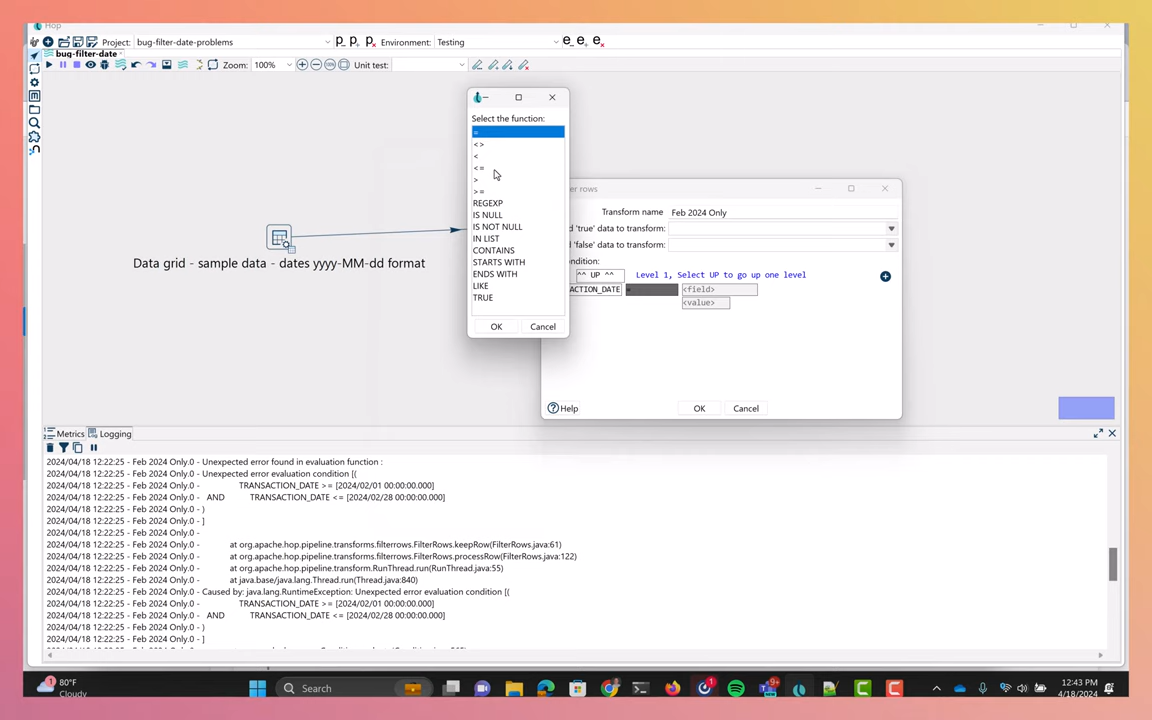 Hop
Project: bug-filter-date-problems Environment: Testing
bug-filter-date
Zoom: 100% Unit test:
Select the function:
=
<>
<
<=
>
>=
REGEXP
IS NULL
IS NOT NULL
IN LIST
CONTAINS
STARTS WITH
ENDS WITH
LIKE
TRUE
OK Cancel
er rows
Transform name Feb 2024 Only
d 'true' data to transform:
d 'false' data to transform:
ondition:
^^ UP ^^ Level 1, Select UP to go up one level
ACTION_DATE = <field>
<value>
Help OK Cancel
Data grid - sample data - dates yyyy-MM-dd format
Metrics Logging
2024/04/18 12:22:25 - Feb 2024 Only.0 - Unexpected error found in evaluation function :
2024/04/18 12:22:25 - Feb 2024 Only.0 - Unexpected error evaluation condition [(
2024/04/18 12:22:25 - Feb 2024 Only.0 - TRANSACTION_DATE >= [2024/02/01 00:00:00.000]
2024/04/18 12:22:25 - Feb 2024 Only.0 - AND TRANSACTION_DATE <= [2024/02/28 00:00:00.000]
2024/04/18 12:22:25 - Feb 2024 Only.0 - )
2024/04/18 12:22:25 - Feb 2024 Only.0 - ]
2024/04/18 12:22:25 - Feb 2024 Only.0 -
2024/04/18 12:22:25 - Feb 2024 Only.0 - at org.apache.hop.pipeline.transforms.filterrows.FilterRows.keepRow(FilterRows.java:61)
2024/04/18 12:22:25 - Feb 2024 Only.0 - at org.apache.hop.pipeline.transforms.filterrows.FilterRows.processRow(FilterRows.java:122)
2024/04/18 12:22:25 - Feb 2024 Only.0 - at org.apache.hop.pipeline.transform.RunThread.run(RunThread.java:55)
2024/04/18 12:22:25 - Feb 2024 Only.0 - at java.base/java.lang.Thread.run(Thread.java:840)
2024/04/18 12:22:25 - Feb 2024 Only.0 - Caused by: java.lang.RuntimeException: Unexpected error evaluation condition [(
2024/04/18 12:22:25 - Feb 2024 Only.0 - TRANSACTION_DATE >= [2024/02/01 00:00:00.000]
2024/04/18 12:22:25 - Feb 2024 Only.0 - AND TRANSACTION_DATE <= [2024/02/28 00:00:00.000]
2024/04/18 12:22:25 - Feb 2024 Only.0 - )
2024/04/18 12:22:25 - Feb 2024 Only.0 - ]
80°F
Cloudy
Search
12:43 PM
4/18/2024